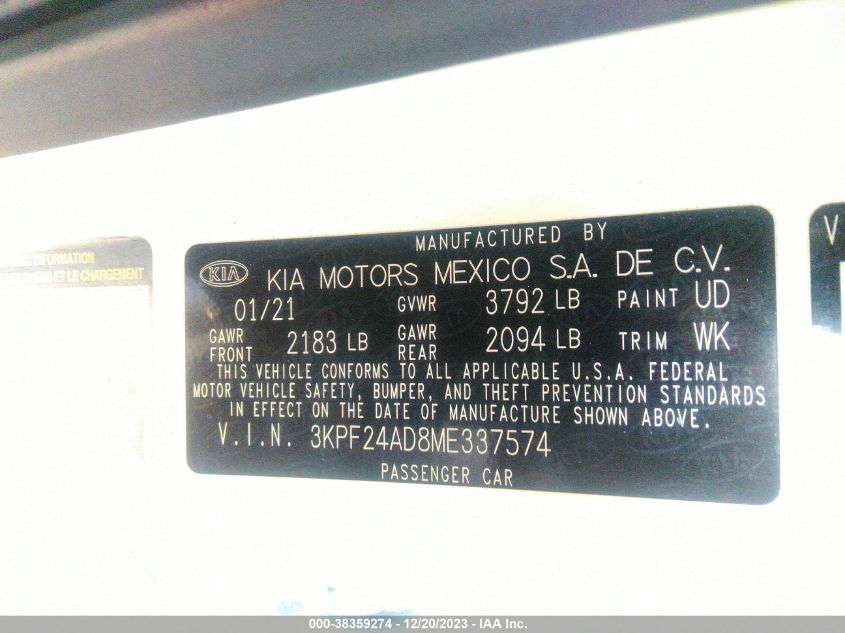 INFORMATION
ET LE CHARGEMENT
MANUFACTURED BY
KIA KIA MOTORS MEXICO S.A. DE C.V.
01/21 GVWR 3792 LB PAINT UD
GAWR FRONT 2183 LB GAWR REAR 2094 LB TRIM WK
THIS VEHICLE CONFORMS TO ALL APPLICABLE U.S.A. FEDERAL
MOTOR VEHICLE SAFETY, BUMPER, AND THEFT PREVENTION STANDARDS
IN EFFECT ON THE DATE OF MANUFACTURE SHOWN ABOVE.
V.I.N. 3KPF24AD8ME337574
PASSENGER CAR
V
000-38359274 - 12/20/2023 - IAA Inc.